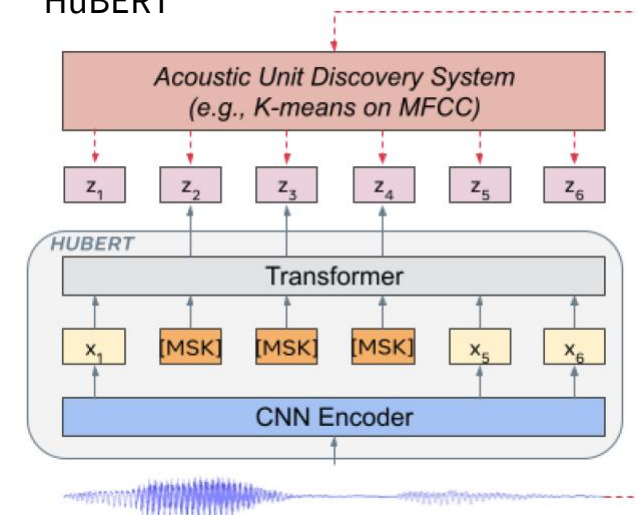 HuBERT
Acoustic Unit Discovery System
(e.g., K-means on MFCC)
z1 z2 z3 z4 z5 z6
HUBERT
Transformer
x1 [MSK] [MSK] [MSK] x5 x6
CNN Encoder